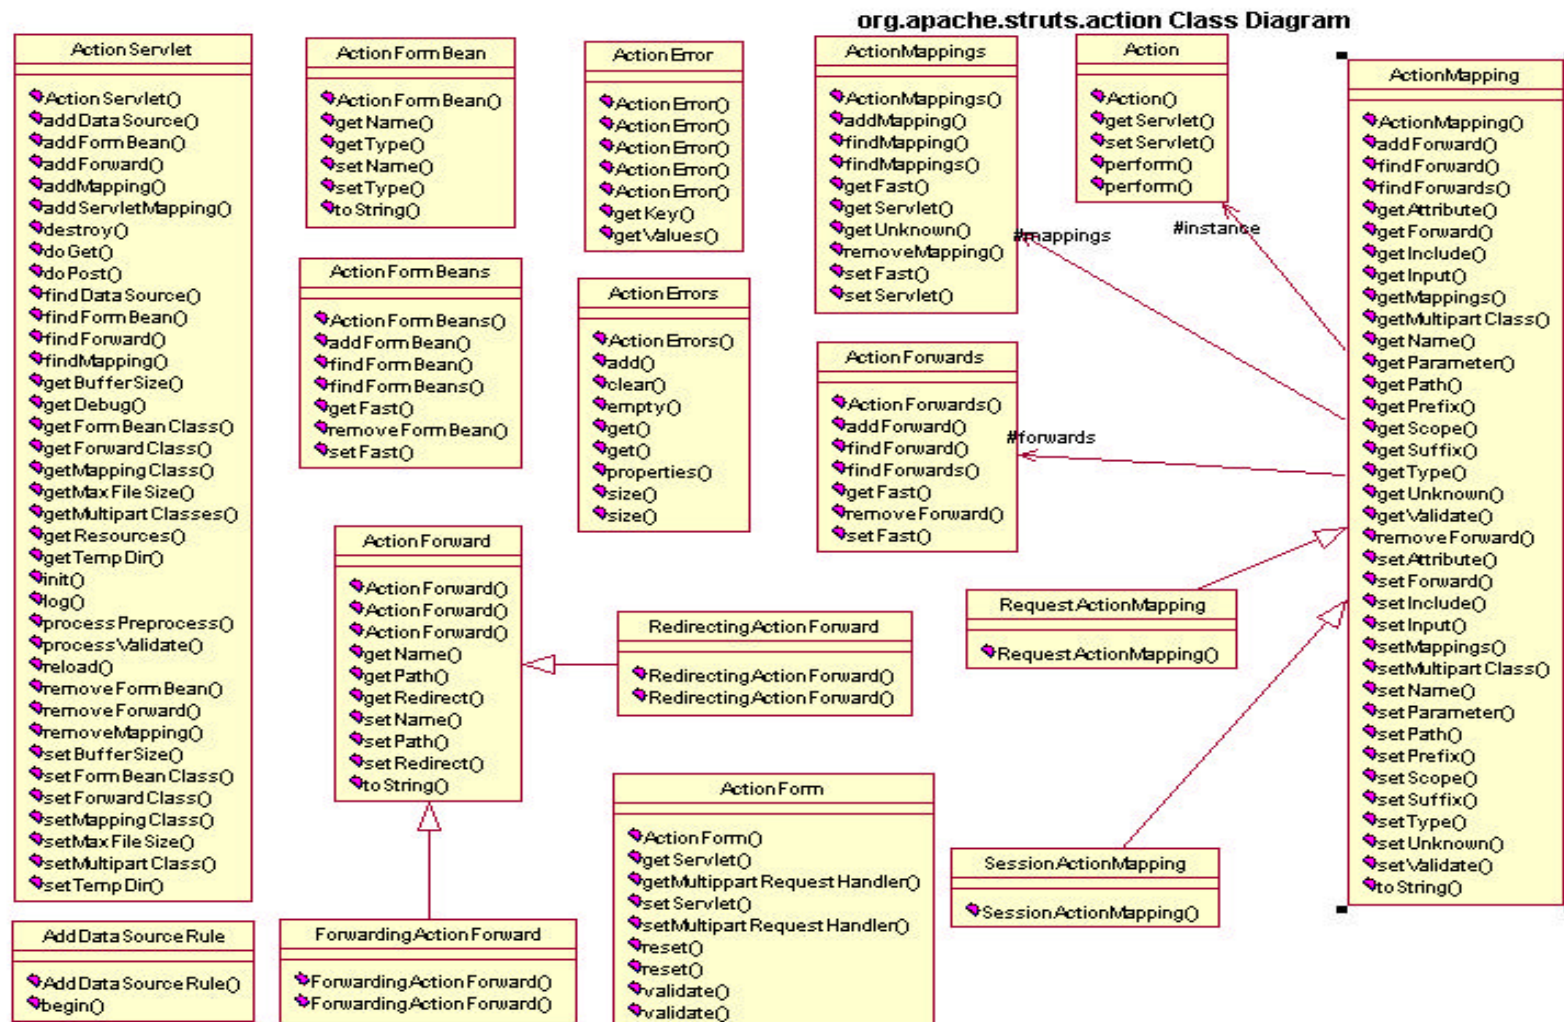 org.apache.struts.action Class Diagram
ActionServlet
ActionServlet()
addDataSource()
addFormBean()
addForward()
addMapping()
addServletMapping()
destroy()
doGet()
doPost()
findDataSource()
findFormBean()
findForward()
findMapping()
getBufferSize()
getDebug()
getFormBeanClass()
getForwardClass()
getMappingClass()
getMaxFileSize()
getMultipartClasses()
getResources()
getTempDir()
init()
log()
processPreprocess()
processValidate()
reload()
removeFormBean()
removeForward()
removeMapping()
setBufferSize()
setFormBeanClass()
setForwardClass()
setMappingClass()
setMaxFileSize()
setMultipartClass()
setTempDir()
AddDataSourceRule
AddDataSourceRule()
begin()
ActionFormBean
ActionFormBean()
getName()
getType()
setName()
setType()
toString()
ActionFormBeans
ActionFormBeans()
addFormBean()
findFormBean()
findFormBeans()
getFast()
removeFormBean()
setFast()
ActionForward
ActionForward()
ActionForward()
ActionForward()
getName()
getPath()
getRedirect()
setName()
setPath()
setRedirect()
toString()
ForwardingActionForward
ForwardingActionForward()
ForwardingActionForward()
ActionError
ActionError()
ActionError()
ActionError()
ActionError()
ActionError()
getKey()
getValues()
ActionErrors
ActionErrors()
add()
clear()
empty()
get()
get()
properties()
size()
size()
RedirectingActionForward
RedirectingActionForward()
RedirectingActionForward()
ActionForm
ActionForm()
getServlet()
getMultippartRequestHandler()
setServlet()
setMultipartRequestHandler()
reset()
reset()
validate()
validate()
ActionMappings
ActionMappings()
addMapping()
findMapping()
findMappings()
getFast()
getServlet()
getUnknown()
removeMapping()
setFast()
setServlet()
#mappings
ActionForwards
ActionForwards()
addForward()
findForward()
findForwards()
getFast()
removeForward()
setFast()
#forwards
Action
Action()
getServlet()
setServlet()
perform()
perform()
#instance
RequestActionMapping
RequestActionMapping()
SessionActionMapping
SessionActionMapping()
ActionMapping
ActionMapping()
addForward()
findForward()
findForwards()
getAttribute()
getForward()
getInclude()
getInput()
getMappings()
getMultipartClass()
getName()
getParameter()
getPath()
getPrefix()
getScope()
getSuffix()
getType()
getUnknown()
getValidate()
removeForward()
setAttribute()
setForward()
setInclude()
setInput()
setMappings()
setMultipartClass()
setName()
setParameter()
setPath()
setPrefix()
setScope()
setSuffix()
setType()
setUnknown()
setValidate()
toString()